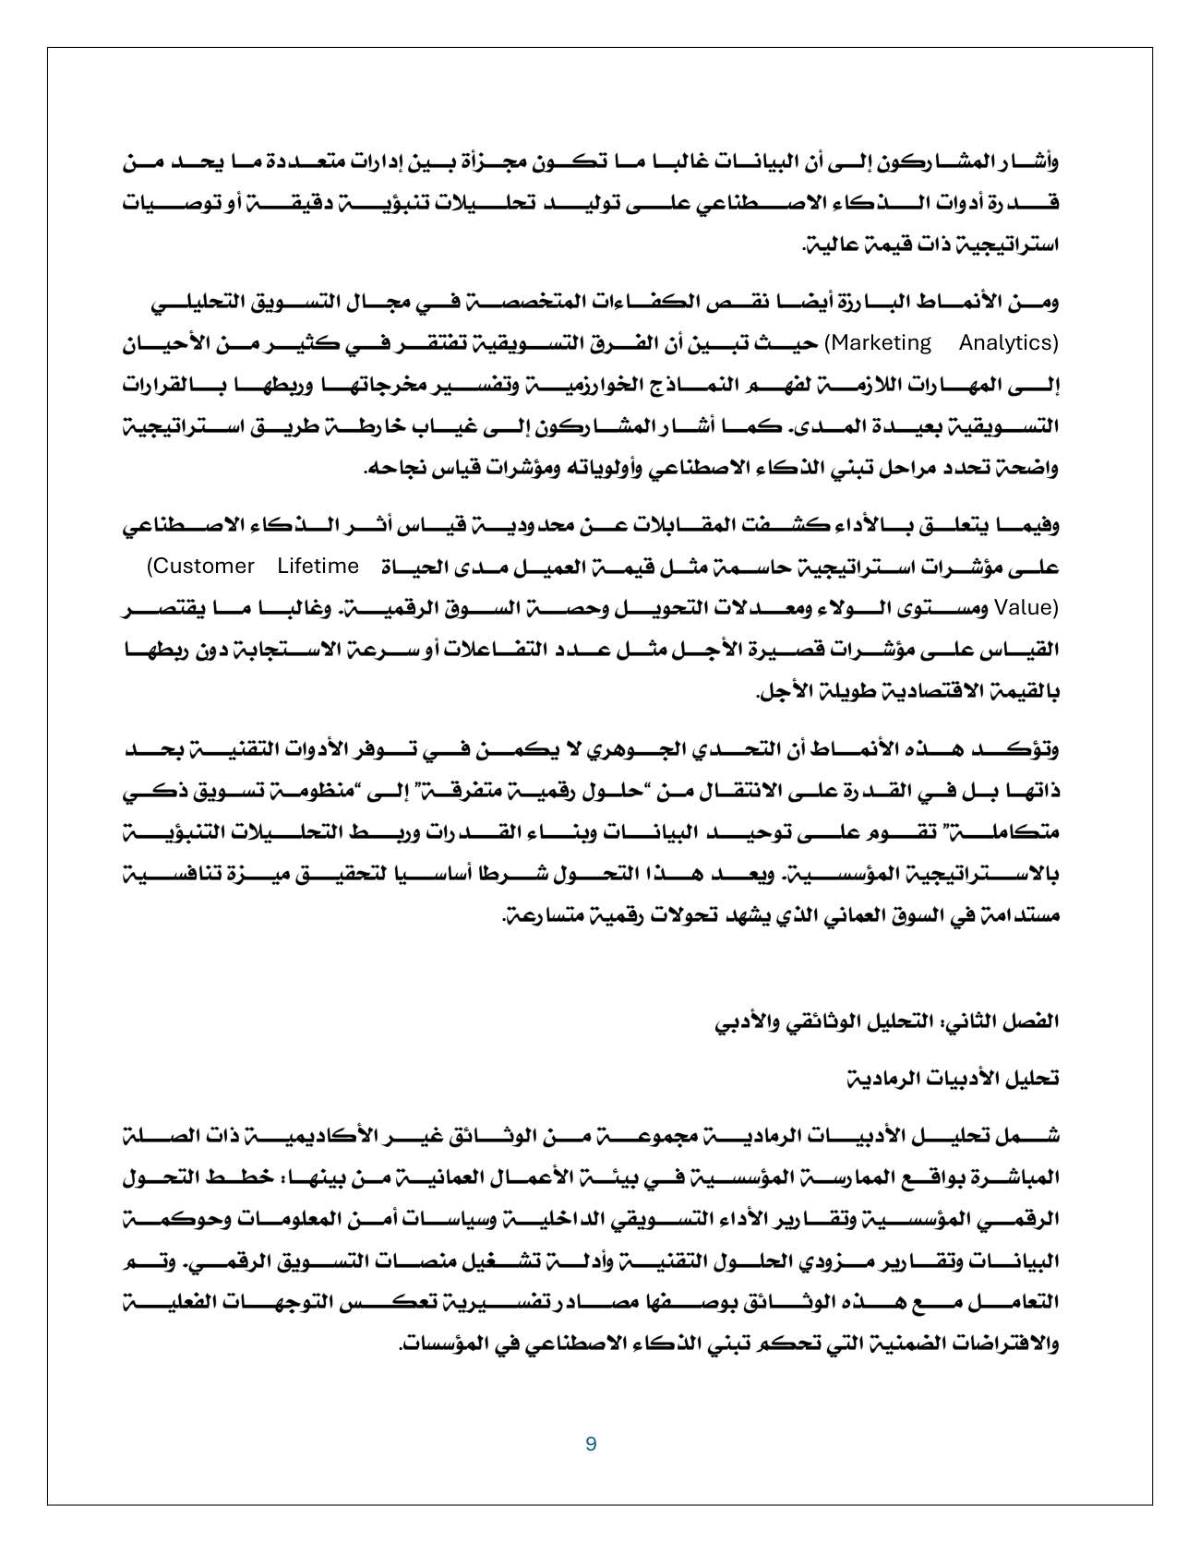 وأشار المشاركون إلى أن البيانات غالبا ما تكون مجزأة بين إدارات متعددة ما يحد من
قدرة أدوات الذكاء الاصطناعي على توليد تحليلات تنبؤية دقيقة أو توصيات
استراتيجية ذات قيمة عالية.
ومن الأنماط البارزة أيضا نقص الكفاءات المتخصصة في مجال التسويق التحليلي
(Marketing Analytics) حيث تبين أن الفرق التسويقية تفتقر في كثير من الأحيان
إلى المهارات اللازمة لفهم النماذج الخوارزمية وتفسير مخرجاتها وربطها بالقرارات
التسويقية بعيدة المدى. كما أشار المشاركون إلى غياب خارطة طريق استراتيجية
واضحة تحدد مراحل تبني الذكاء الاصطناعي وأولوياته ومؤشرات قياس نجاحه.
وفيما يتعلق بالأداء كشفت المقابلات عن محدودية قياس أثر الذكاء الاصطناعي
على مؤشرات استراتيجية حاسمة مثل قيمة العميل مدى الحياة (Customer Lifetime
Value) ومستوى الولاء ومعدلات التحويل وحصة السوق الرقمية. وغالبا ما يقتصر
القياس على مؤشرات قصيرة الأجل مثل عدد التفاعلات أو سرعة الاستجابة دون ربطها
بالقيمة الاقتصادية طويلة الأجل.
وتؤكد هذه الأنماط أن التحدي الجوهري لا يكمن في توفر الأدوات التقنية بحد
ذاتها بل في القدرة على الانتقال من “حلول رقمية متفرقة” إلى “منظومة تسويق ذكي
متكاملة” تقوم على توحيد البيانات وبناء القدرات وربط التحليلات التنبؤية
بالاستراتيجية المؤسسية. ويعد هذا التحول شرطا أساسيا لتحقيق ميزة تنافسية
مستدامة في السوق العماني الذي يشهد تحولات رقمية متسارعة.
الفصل الثاني: التحليل الوثائقي والأدبي
تحليل الأدبيات الرمادية
شمل تحليل الأدبيات الرمادية مجموعة من الوثائق غير الأكاديمية ذات الصلة
المباشرة بواقع الممارسة المؤسسية في بيئة الأعمال العمانية من بينها: خطط التحول
الرقمي المؤسسية وتقارير الأداء التسويقي الداخلية وسياسات أمن المعلومات وحوكمة
البيانات وتقارير مزودي الحلول التقنية وأدلة تشغيل منصات التسويق الرقمي. وتم
التعامل مع هذه الوثائق بوصفها مصادر تفسيرية تعكس التوجهات الفعلية
والافتراضات الضمنية التي تحكم تبني الذكاء الاصطناعي في المؤسسات.
9